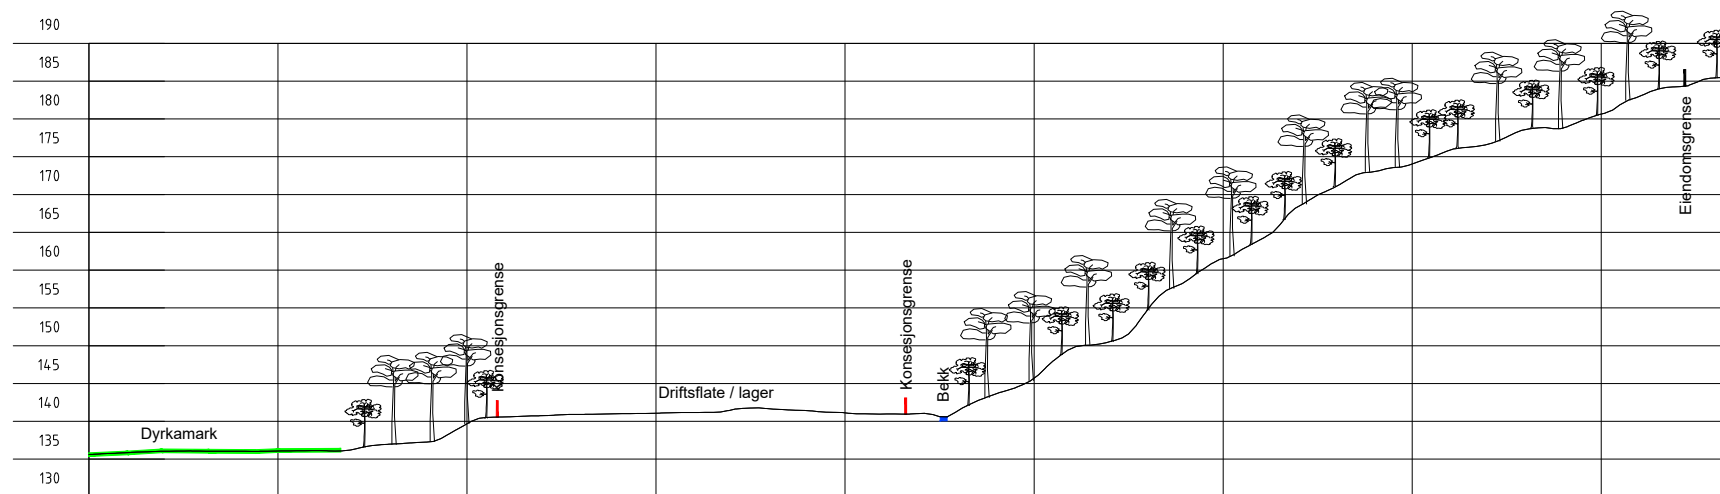 190
185
180
175
170
165
160
155
150
145
140
135
130
Dyrkamark
Konsesjonsgrense
Driftsflate / lager
Konsesjonsgrense
Bekk
Eiendomsgrense